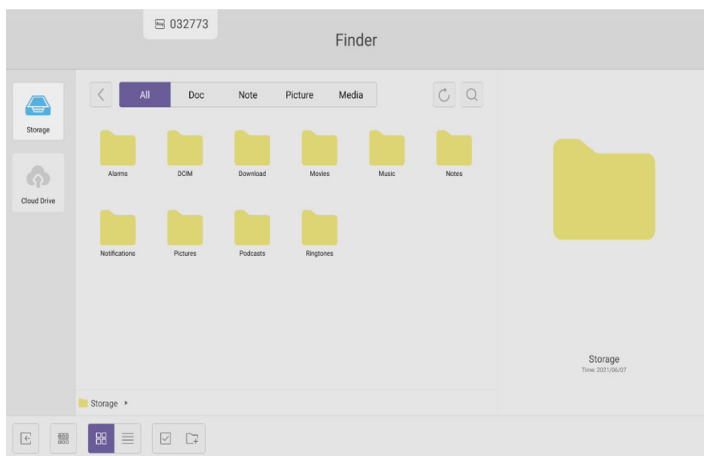 032773
Finder
Storage
Cloud Drive
All Doc Note Picture Media
Alarms DCIM Download Movies Music Notes
Notifications Pictures Podcasts Ringtones
Storage
Time: 2021/06/07
Storage